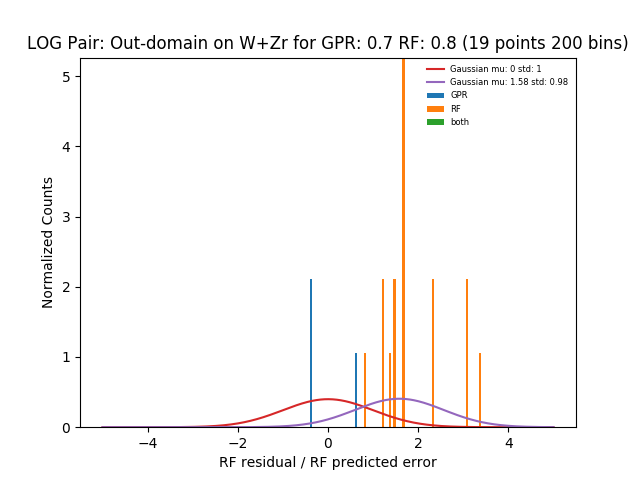 LOG Pair: Out-domain on W+Zr for GPR: 0.7 RF: 0.8 (19 points 200 bins)
Gaussian mu: 0 std: 1
Gaussian mu: 1.58 std: 0.98
GPR
RF
both
Normalized Counts
5
4
3
2
1
0
−4 −2 0 2 4
RF residual / RF predicted error